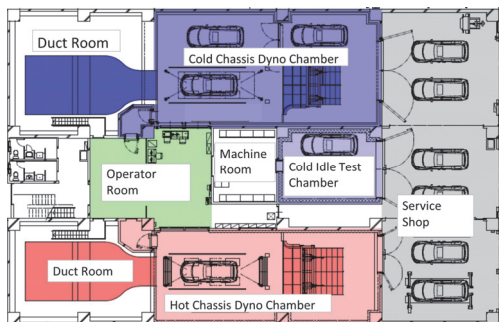 Duct Room
Cold Chassis Dyno Chamber
Operator
Room
Machine
Room
Cold Idle Test
Chamber
Service
Shop
Duct Room
Hot Chassis Dyno Chamber